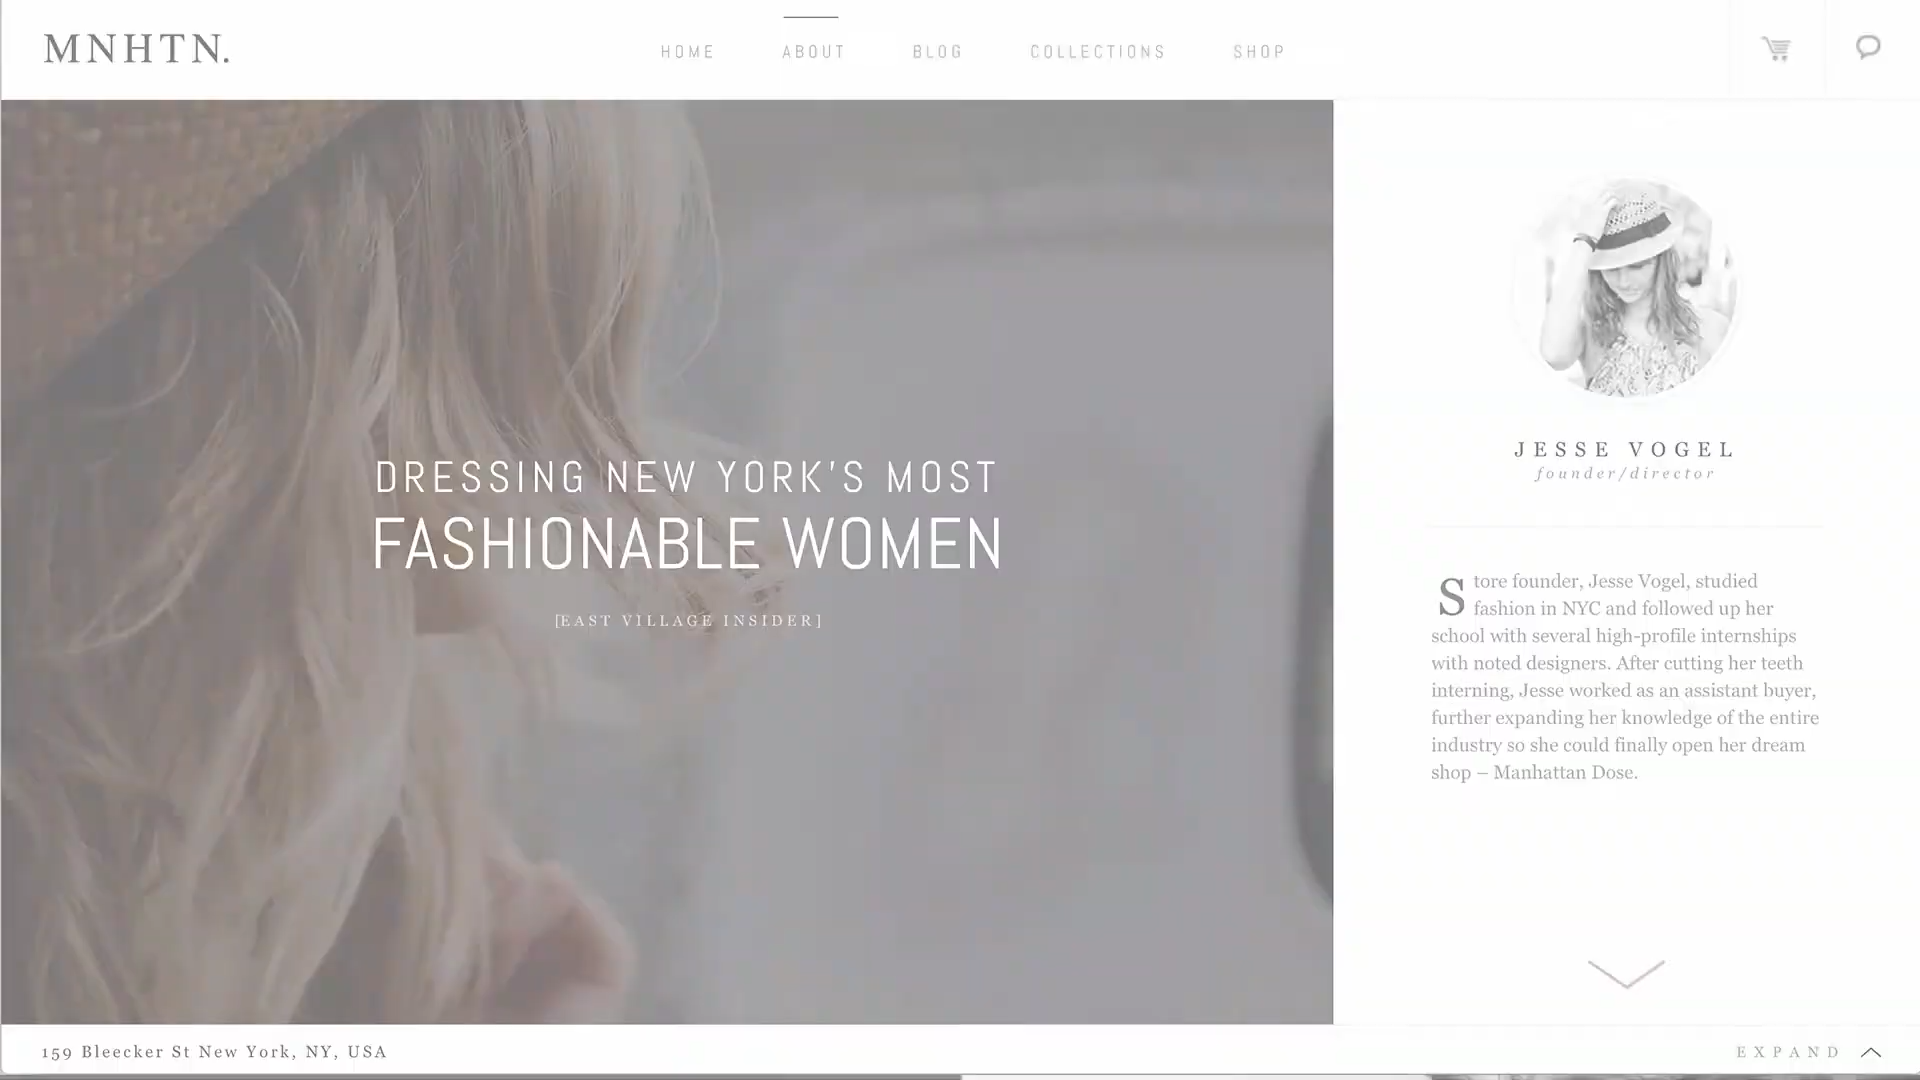 MNHTN.
HOME ABOUT BLOG COLLECTIONS SHOP
DRESSING NEW YORK'S MOST
FASHIONABLE WOMEN
[EAST VILLAGE INSIDER]
JESSE VOGEL
founder/director
Store founder, Jesse Vogel, studied
fashion in NYC and followed up her
school with several high-profile internships
with noted designers. After cutting her teeth
interning, Jesse worked as an assistant buyer,
further expanding her knowledge of the entire
industry so she could finally open her dream
shop – Manhattan Dose.
159 Bleecker St New York, NY, USA
EXPAND